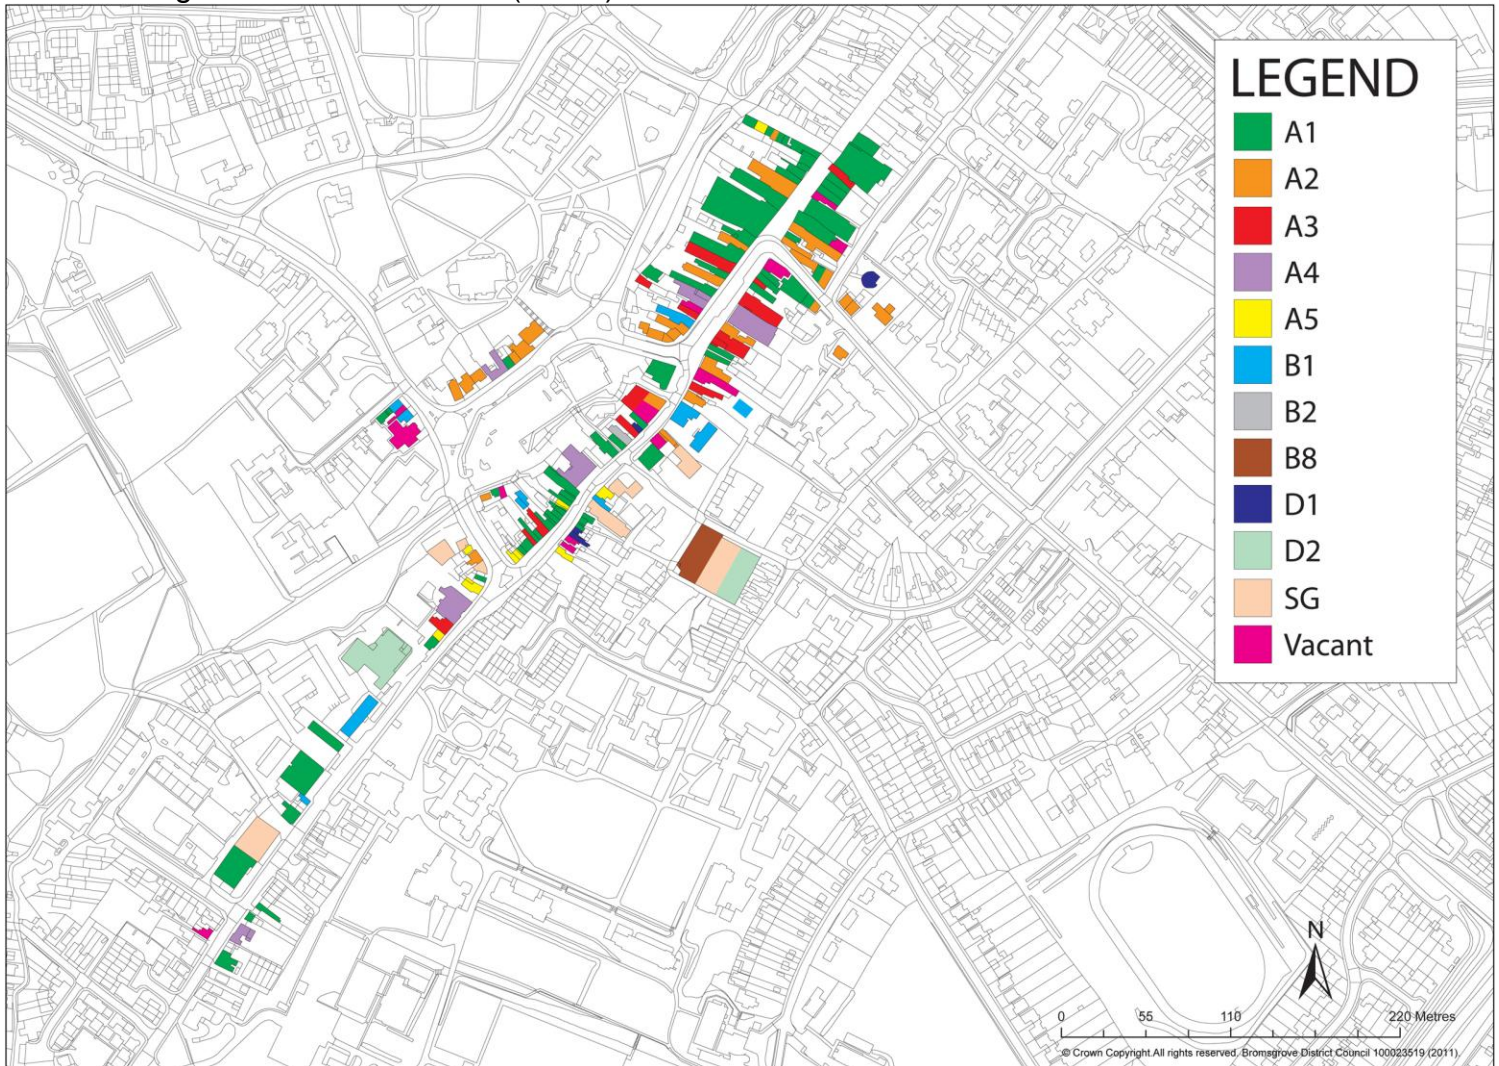 LEGEND
A1
A2
A3
A4
A5
B1
B2
B8
D1
D2
SG
Vacant
N
0 55 110 220 Metres
© Crown Copyright.All rights reserved. Bromsgrove District Council 100023519 (2011).